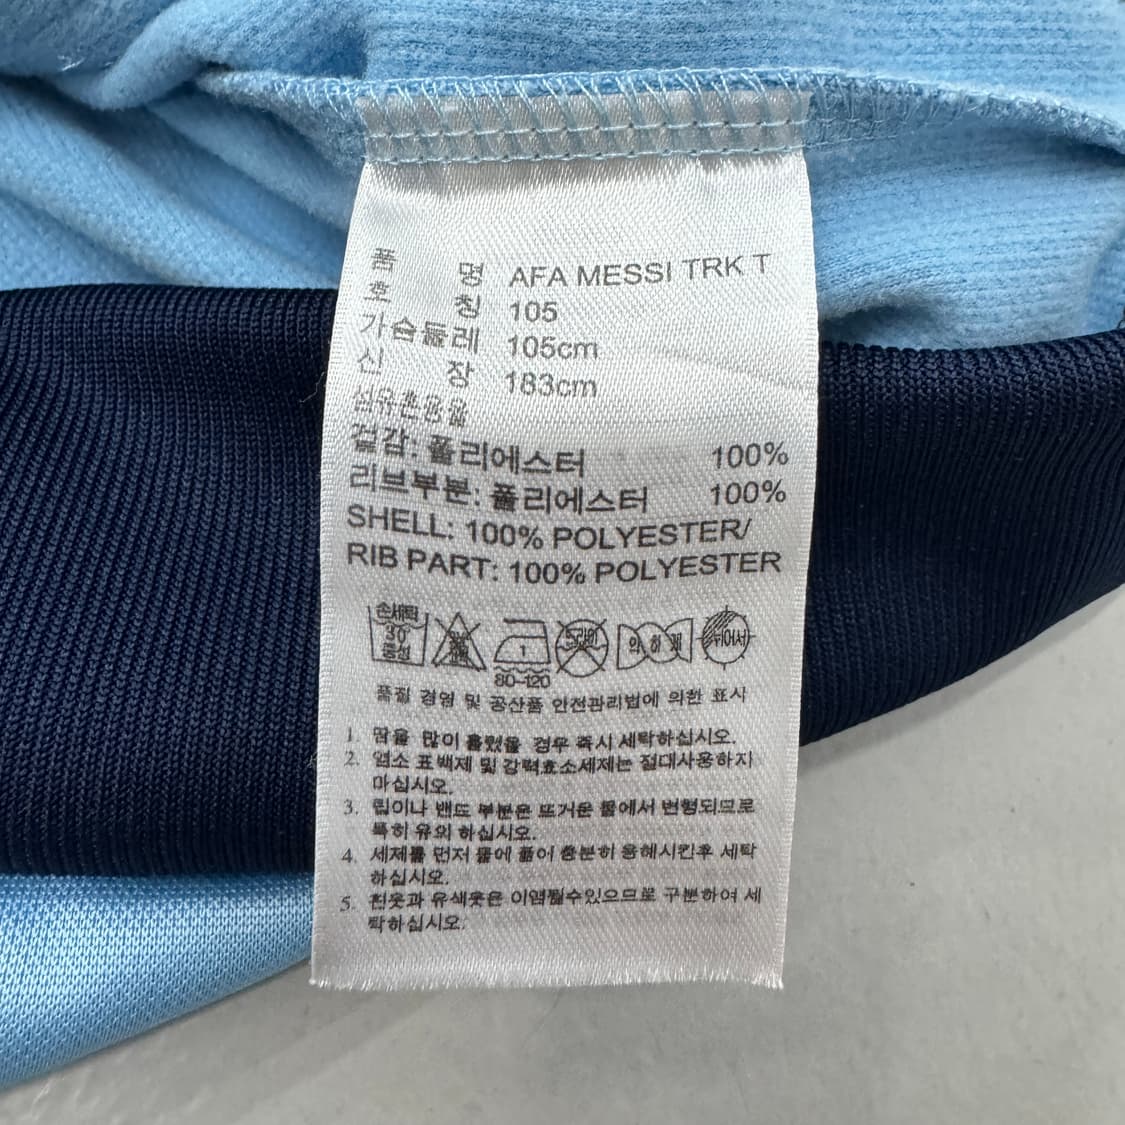 품 명 AFA MESSI TRK T
호 칭 105
가슴둘레 105cm
신 장 183cm
섬유혼용율
겉감: 폴리에스터 100%
리브부분: 폴리에스터 100%
SHELL: 100% POLYESTER/
RIB PART: 100% POLYESTER
손세탁
30
중성
1
80-120
드라이
약하게
뉘어서
품질 경영 및 공산품 안전관리법에 의한 표시
1. 땀을 많이 흘렸을 경우 즉시 세탁하십시오.
2. 염소 표백제 및 강력효소세제는 절대사용하지
마십시오.
3. 립이나 밴드 부분은 뜨거운 물에서 변형되므로
특히 유의 하십시오.
4. 세제를 먼저 물에 풀어 충분히 용해시킨후 세탁
하십시오.
5. 흰옷과 유색옷은 이염될수있으므로 구분하여 세
탁하십시오.